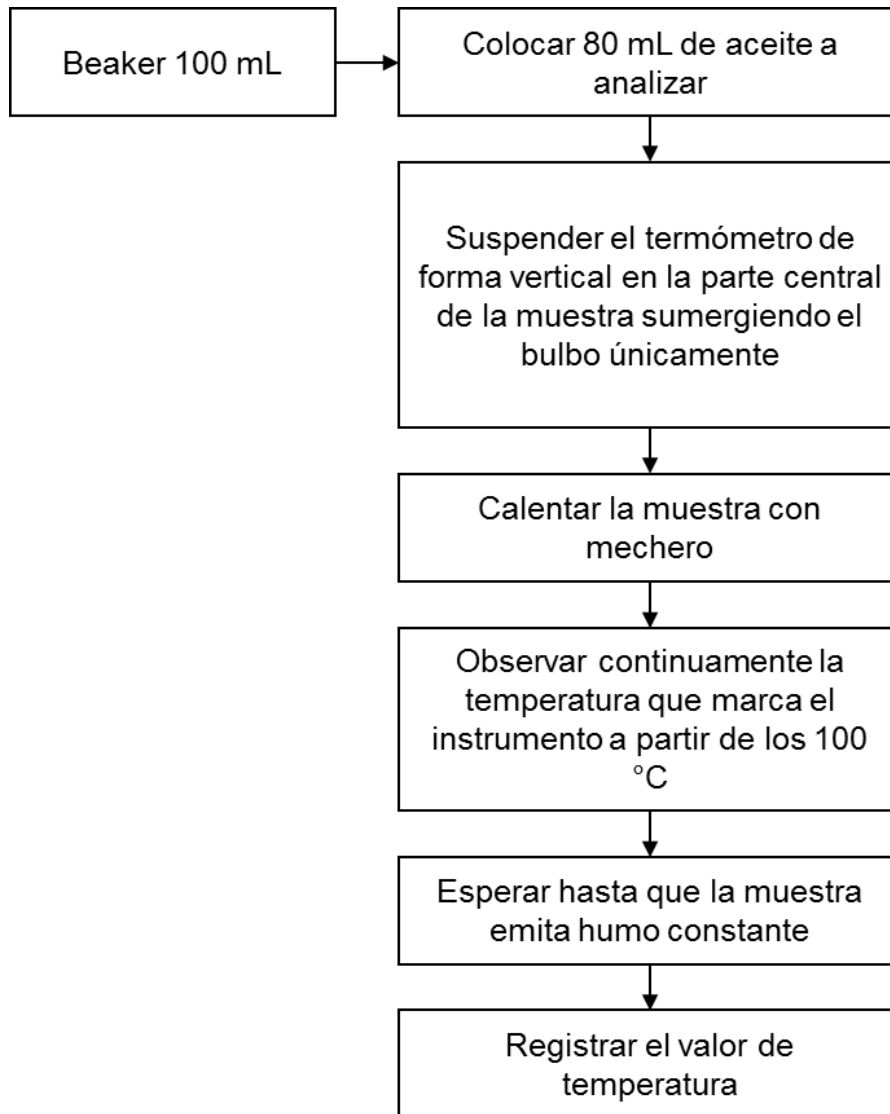 Beaker 100 mL
Colocar 80 mL de aceite a
analizar
Suspender el termómetro de
forma vertical en la parte central
de la muestra sumergiendo el
bulbo únicamente
Calentar la muestra con
mechero
Observar continuamente la
temperatura que marca el
instrumento a partir de los 100
°C
Esperar hasta que la muestra
emita humo constante
Registrar el valor de
temperatura